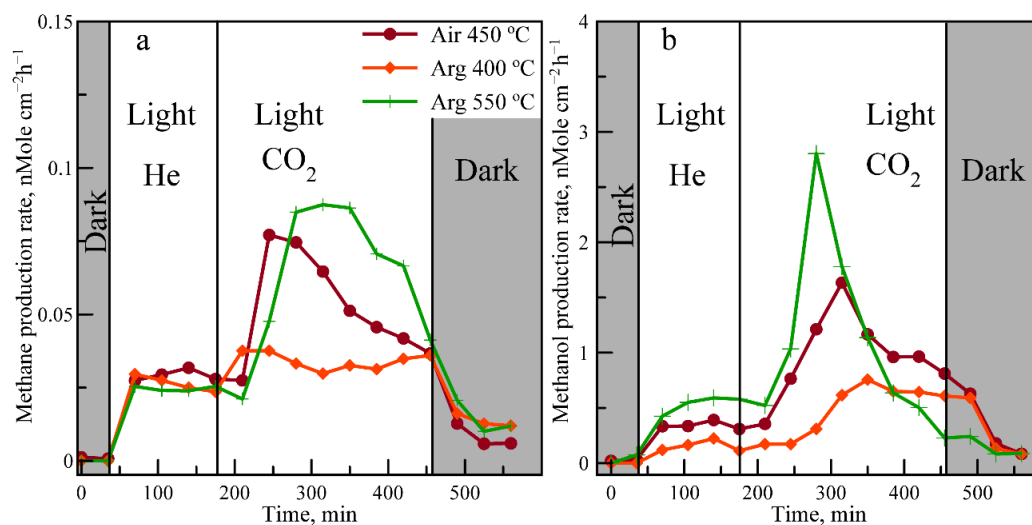 Methane production rate, nMole cm⁻²h⁻¹
0.15
0.1
0.05
0
a
Dark
Light
He
Light
CO₂
Dark
Air 450 °C
Arg 400 °C
Arg 550 °C
0 100 200 300 400 500
Time, min
Methanol production rate, nMole cm⁻²h⁻¹
4
3
2
1
0
b
Dark
Light
He
Light
CO₂
Dark
0 100 200 300 400 500
Time, min